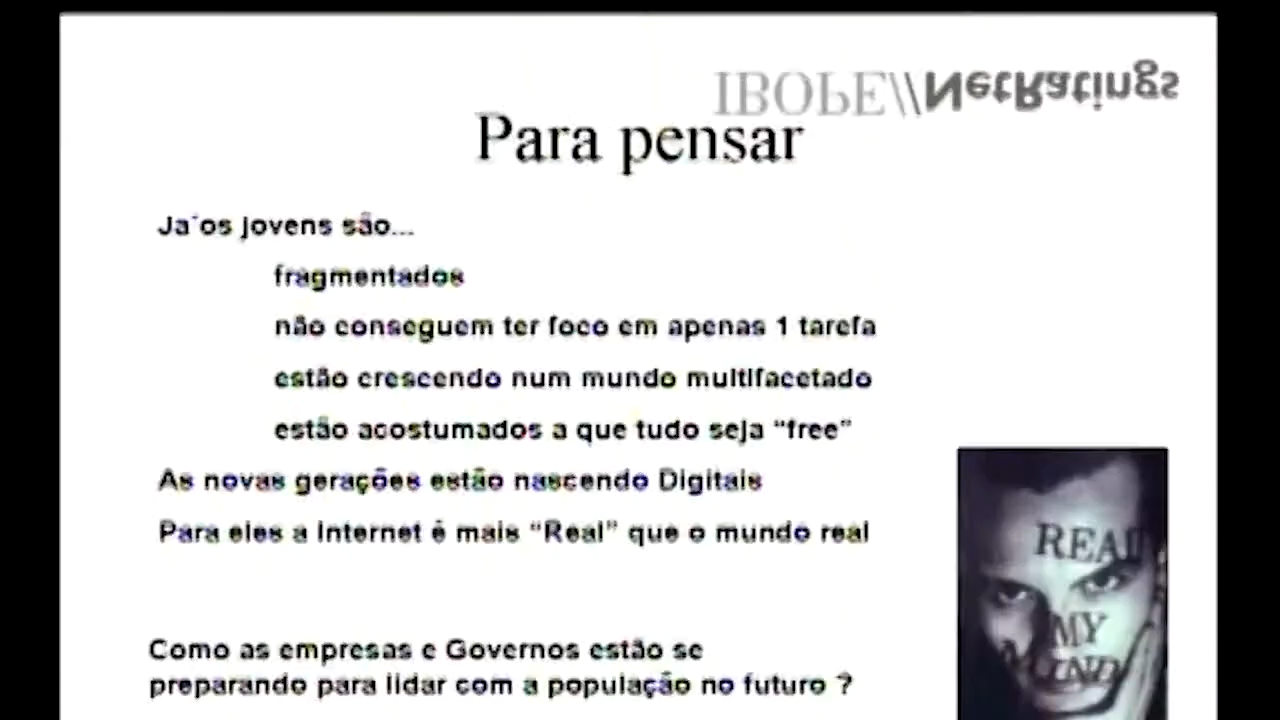 IBOPE\\NetRatings
Para pensar
Ja´os jovens são...
fragmentados
não conseguem ter foco em apenas 1 tarefa
estão crescendo num mundo multifacetado
estão acostumados a que tudo seja “free”
As novas gerações estão nascendo Digitais
Para eles a Internet é mais “Real” que o mundo real
Como as empresas e Governos estão se
preparando para lidar com a população no futuro ?
READ
MY
MIND